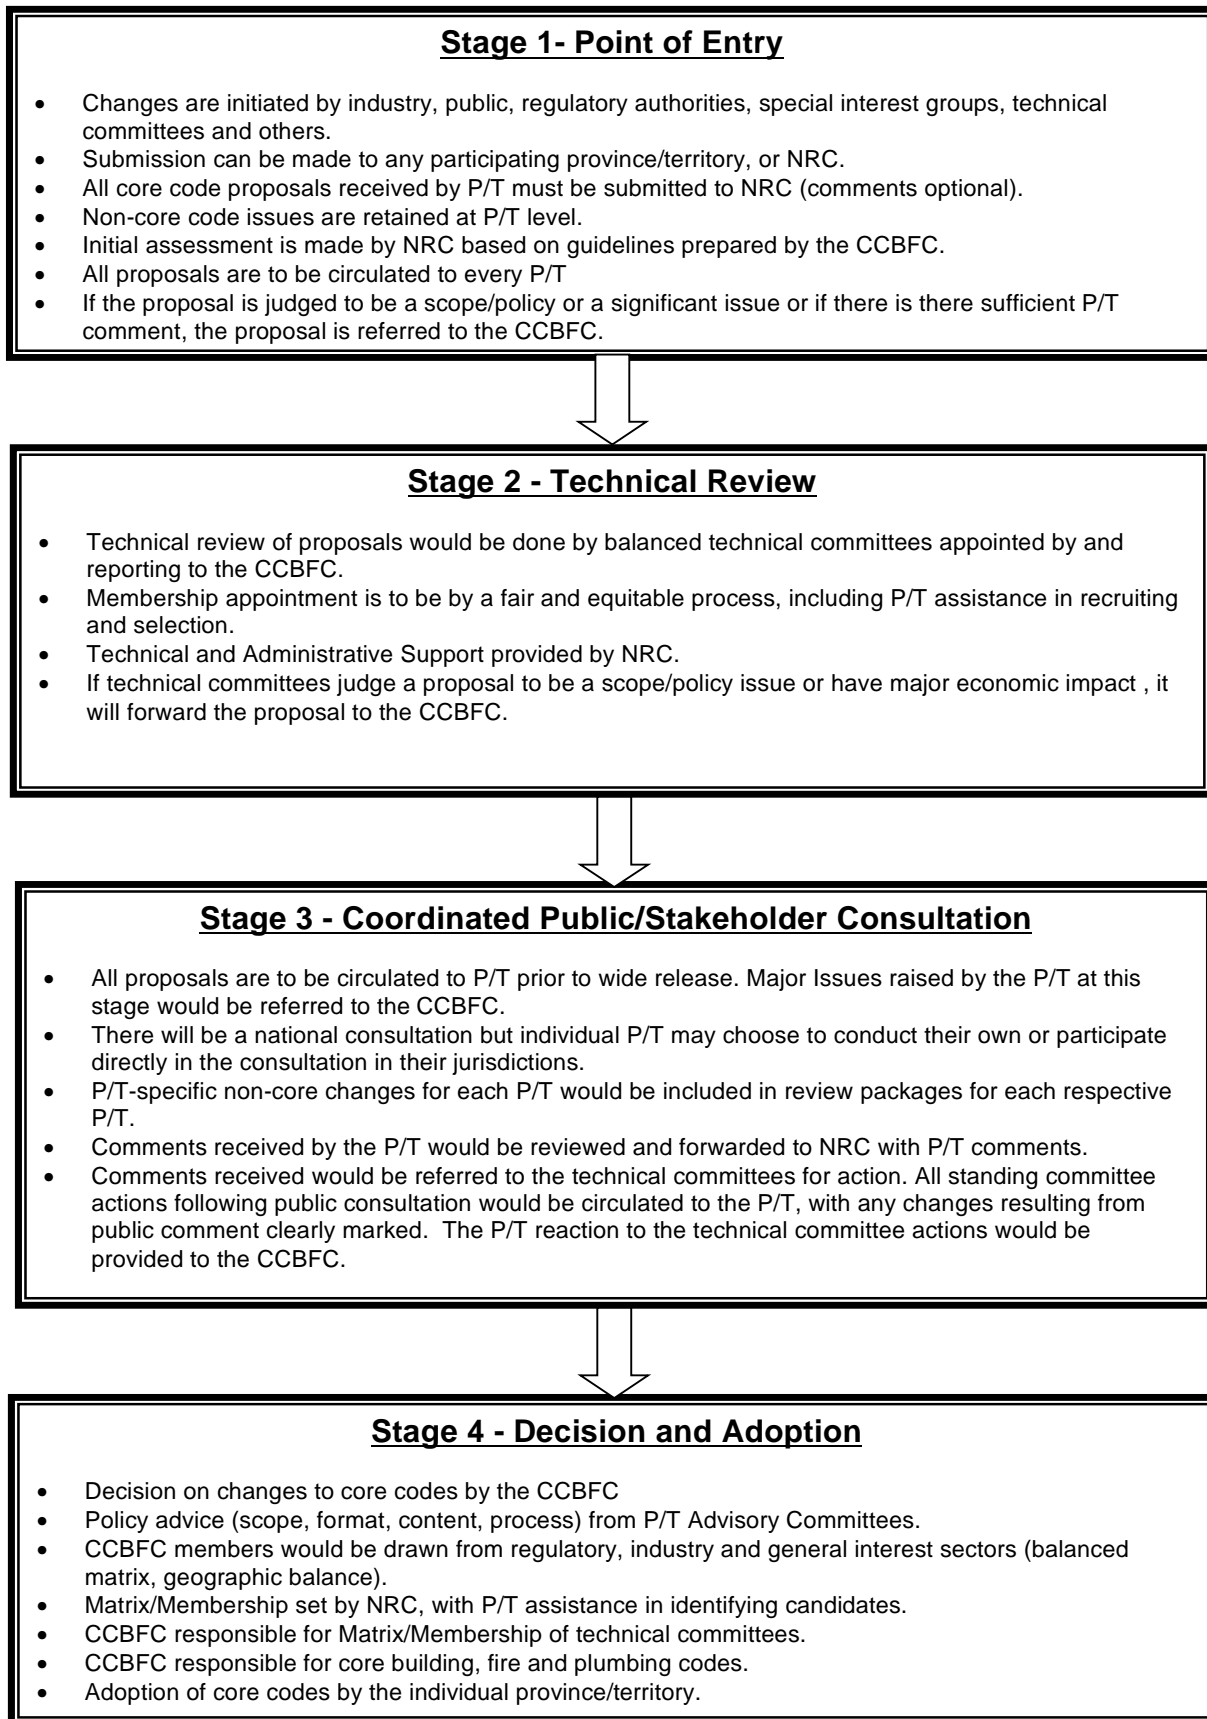 Stage 1- Point of Entry
• Changes are initiated by industry, public, regulatory authorities, special interest groups, technical
committees and others.
• Submission can be made to any participating province/territory, or NRC.
• All core code proposals received by P/T must be submitted to NRC (comments optional).
• Non-core code issues are retained at P/T level.
• Initial assessment is made by NRC based on guidelines prepared by the CCBFC.
• All proposals are to be circulated to every P/T
• If the proposal is judged to be a scope/policy or a significant issue or if there is there sufficient P/T
comment, the proposal is referred to the CCBFC.
Stage 2 - Technical Review
• Technical review of proposals would be done by balanced technical committees appointed by and
reporting to the CCBFC.
• Membership appointment is to be by a fair and equitable process, including P/T assistance in recruiting
and selection.
• Technical and Administrative Support provided by NRC.
• If technical committees judge a proposal to be a scope/policy issue or have major economic impact , it
will forward the proposal to the CCBFC.
Stage 3 - Coordinated Public/Stakeholder Consultation
• All proposals are to be circulated to P/T prior to wide release. Major Issues raised by the P/T at this
stage would be referred to the CCBFC.
• There will be a national consultation but individual P/T may choose to conduct their own or participate
directly in the consultation in their jurisdictions.
• P/T-specific non-core changes for each P/T would be included in review packages for each respective
P/T.
• Comments received by the P/T would be reviewed and forwarded to NRC with P/T comments.
• Comments received would be referred to the technical committees for action. All standing committee
actions following public consultation would be circulated to the P/T, with any changes resulting from
public comment clearly marked.  The P/T reaction to the technical committee actions would be
provided to the CCBFC.
Stage 4 - Decision and Adoption
• Decision on changes to core codes by the CCBFC
• Policy advice (scope, format, content, process) from P/T Advisory Committees.
• CCBFC members would be drawn from regulatory, industry and general interest sectors (balanced
matrix, geographic balance).
• Matrix/Membership set by NRC, with P/T assistance in identifying candidates.
• CCBFC responsible for Matrix/Membership of technical committees.
• CCBFC responsible for core building, fire and plumbing codes.
• Adoption of core codes by the individual province/territory.